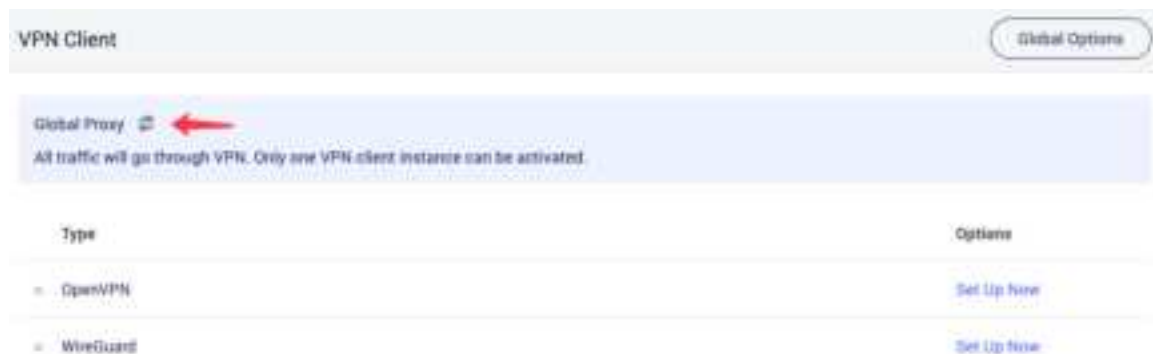 VPN Client
Global Options
Global Proxy
All traffic will go through VPN. Only one VPN client instance can be activated.
Type
Options
OpenVPN
Set Up Now
WireGuard
Set Up Now